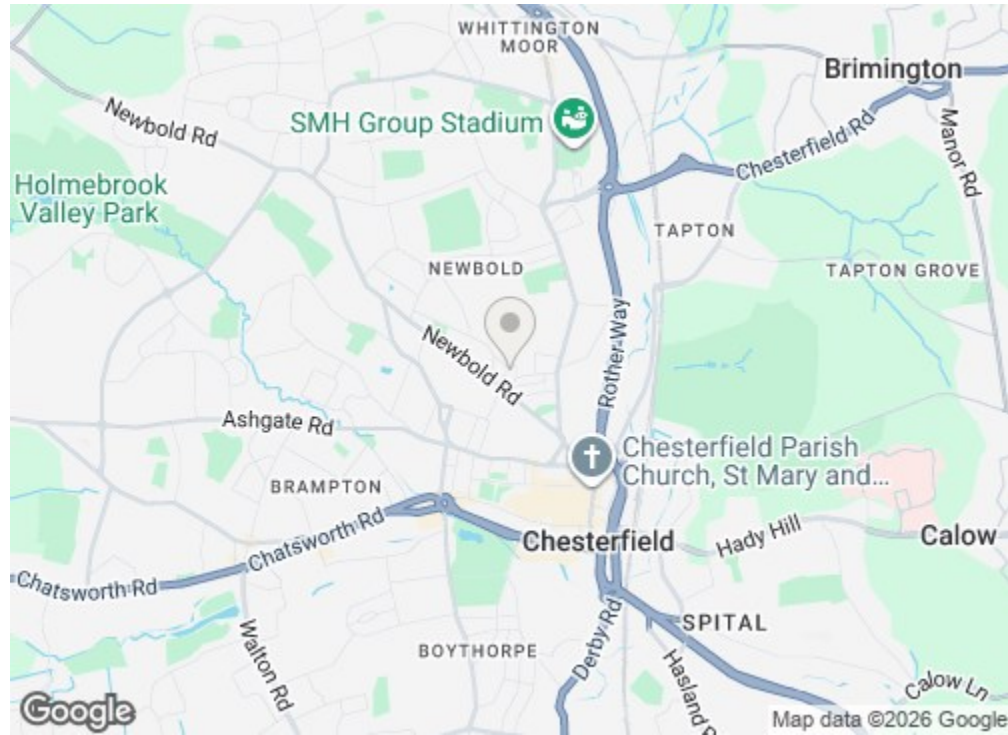 WHITTINGTON
MOOR
Brimington
Newbold Rd
SMH Group Stadium
Chesterfield Rd
Manor Rd
Holmebrook
Valley Park
TAPTON
NEWBOLD
TAPTON GROVE
Rother Way
Newbold Rd
Ashgate Rd
Chesterfield Parish
Church, St Mary and...
BRAMPTON
Chatsworth Rd
Chesterfield
Hady Hill
Calow
Chatsworth Rd
Derby Rd
SPITAL
Walton Rd
BOYTHORPE
Hasland R
Calow Ln
Google
Map data ©2026 Google